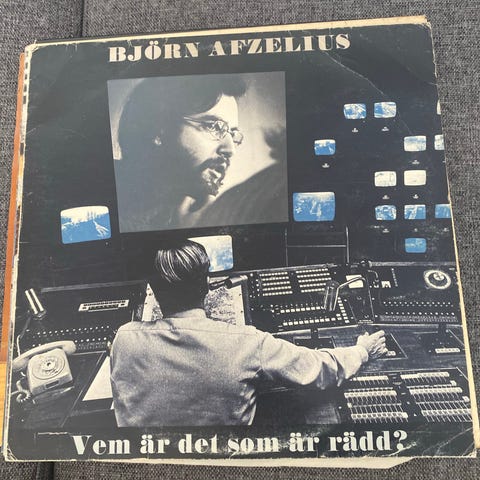 BJÖRN AFZELIUS
Vem är det som är rädd?